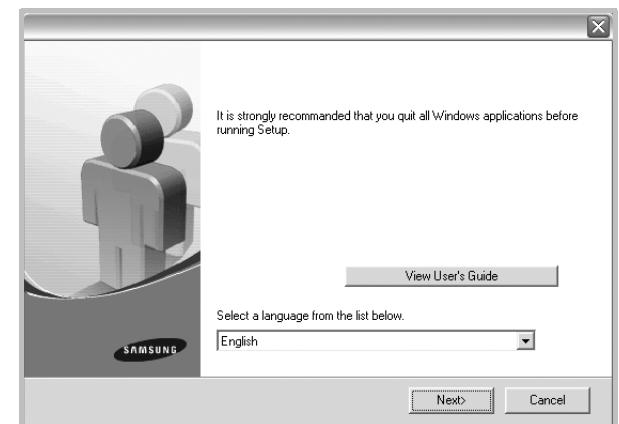 It is strongly recommanded that you quit all Windows applications before
running Setup.
View User's Guide
Select a language from the list below.
English
SAMSUNG
Next>
Cancel